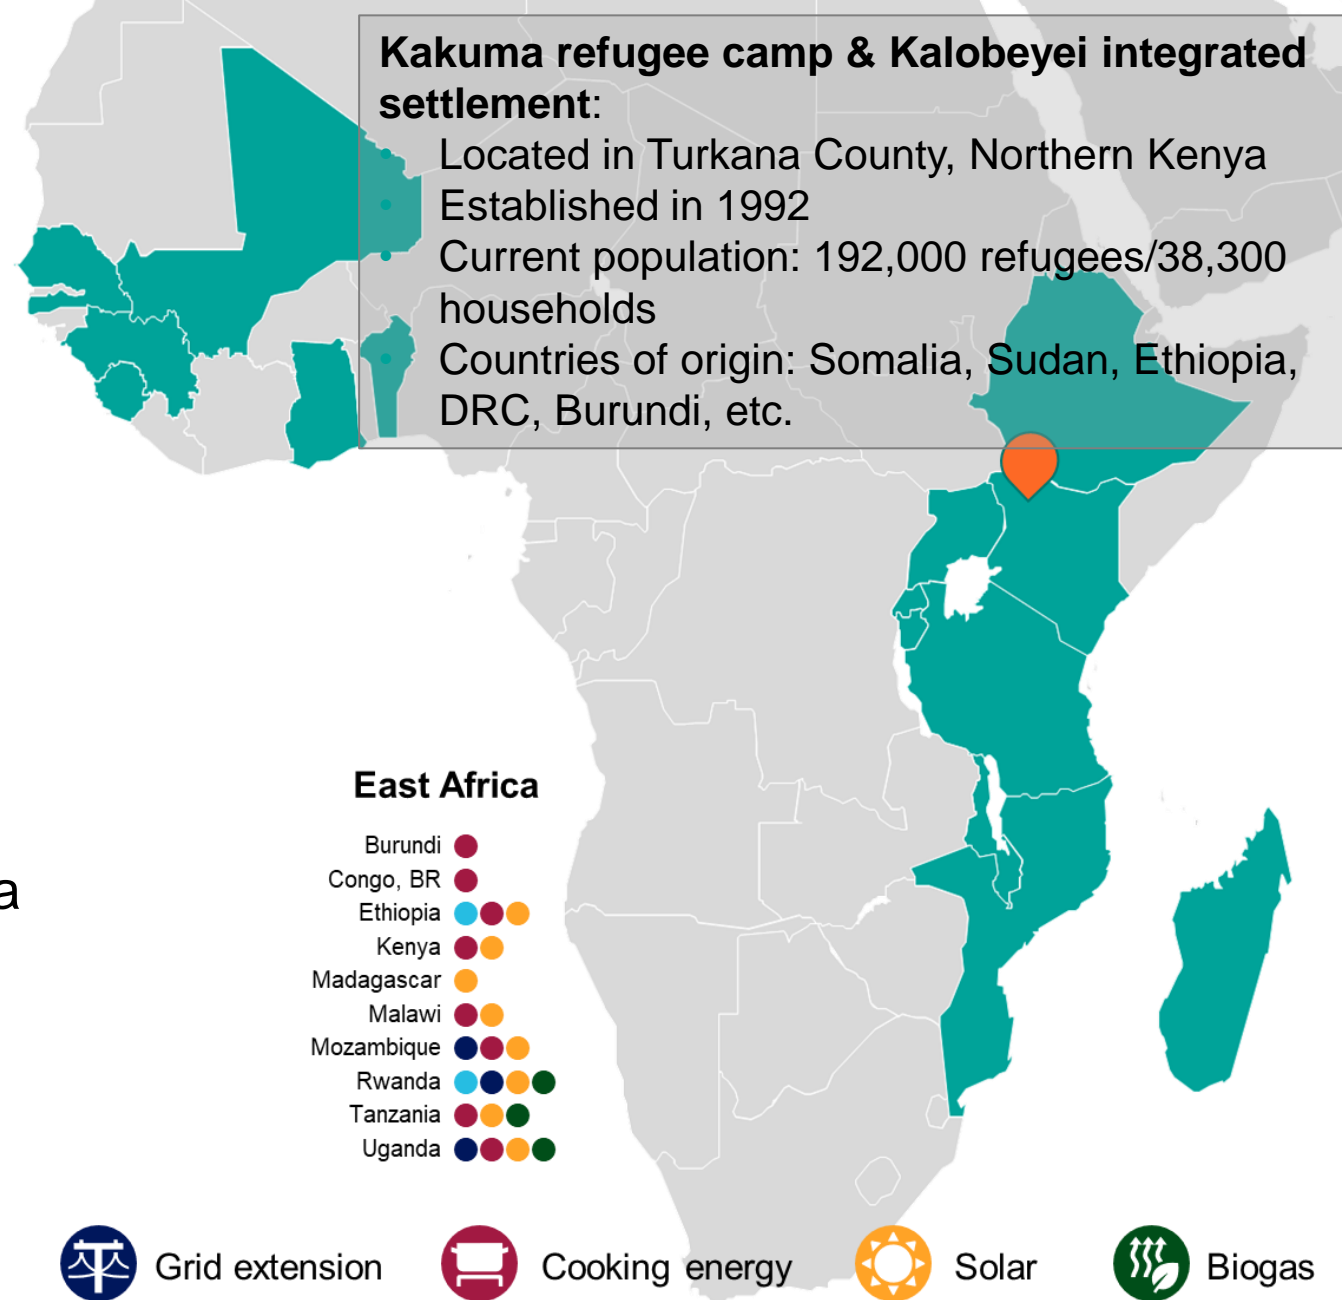 Kakuma refugee camp & Kalobeyei integrated
settlement:
Located in Turkana County, Northern Kenya
Established in 1992
Current population: 192,000 refugees/38,300
households
Countries of origin: Somalia, Sudan, Ethiopia,
DRC, Burundi, etc.
East Africa
Burundi
Congo, BR
a
Ethiopia
Kenya
Madagascar
Malawi
Mozambique
Rwanda
Tanzania
Uganda
Grid extension
Cooking energy
Solar
Biogas